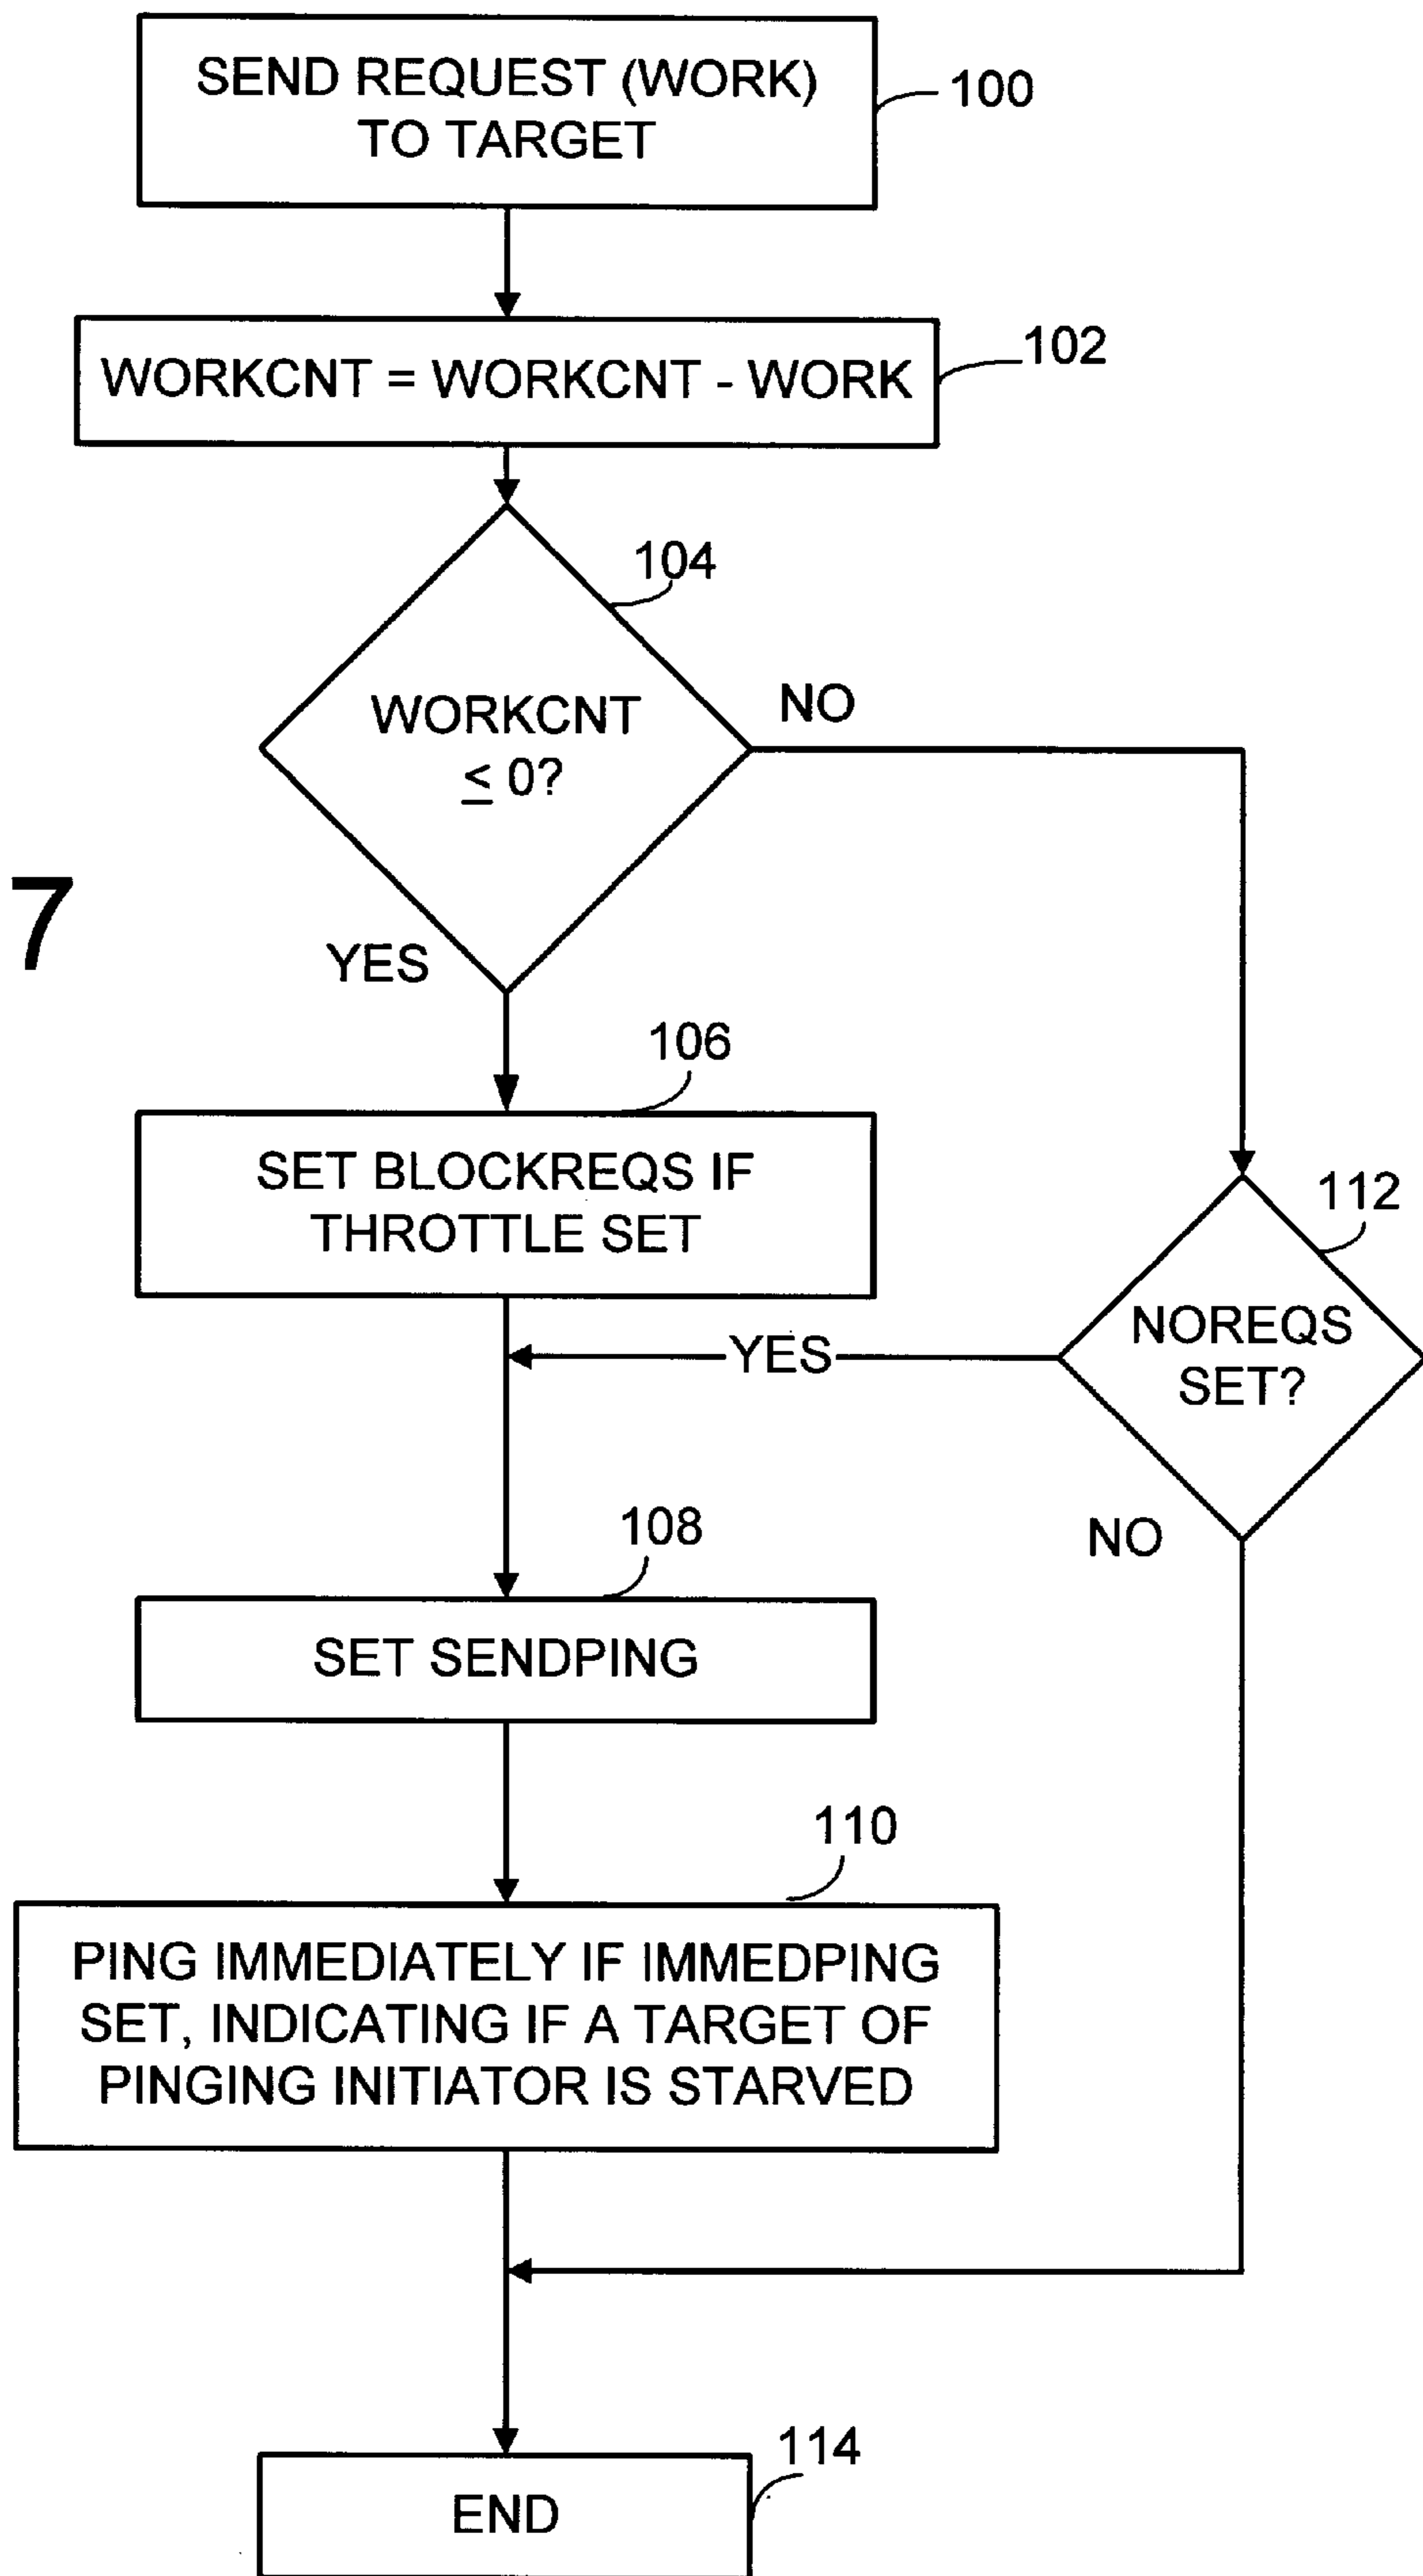 SEND REQUEST (WORK)
TO TARGET
100
WORKCNT = WORKCNT - WORK
102
104
WORKCNT
≤ 0?
NO
7
YES
106
SET BLOCKREQS IF
THROTTLE SET
112
NOREQS
SET?
YES
NO
108
SET SENDPING
110
PING IMMEDIATELY IF IMMEDPING
SET, INDICATING IF A TARGET OF
PINGING INITIATOR IS STARVED
114
END